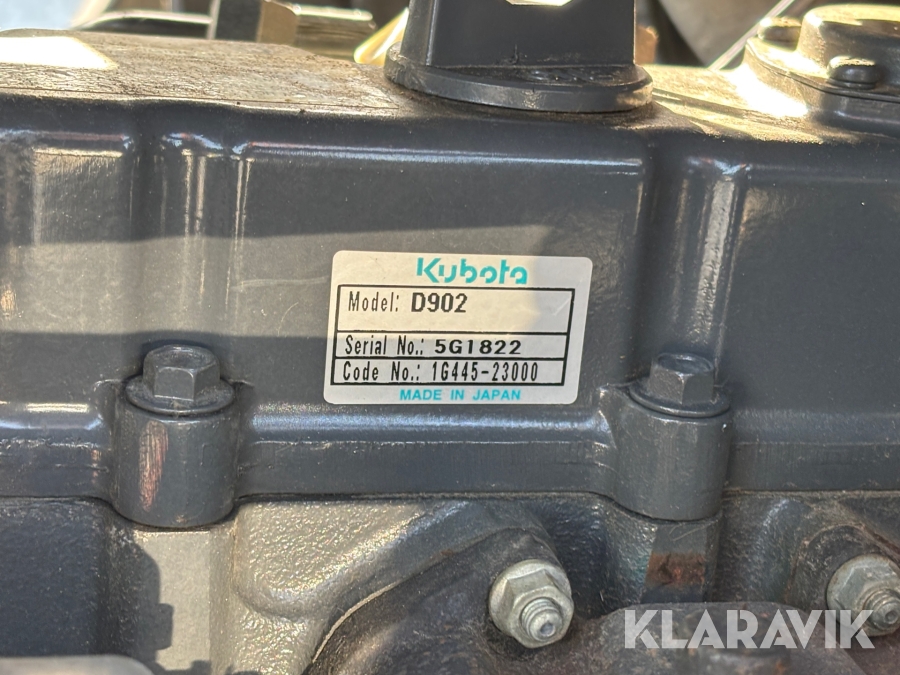 Kubota
Model: D902
Serial No.: 5G1822
Code No.: 1G445-23000
MADE IN JAPAN
KLARAVIK